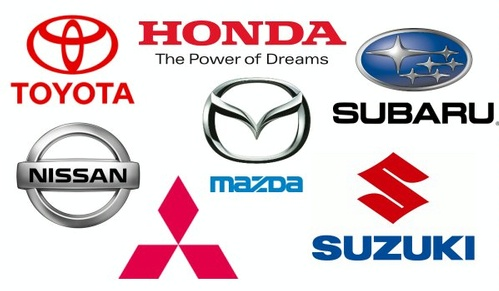 TOYOTA
HONDA
The Power of Dreams
SUBARU
NISSAN
mazda
SUZUKI